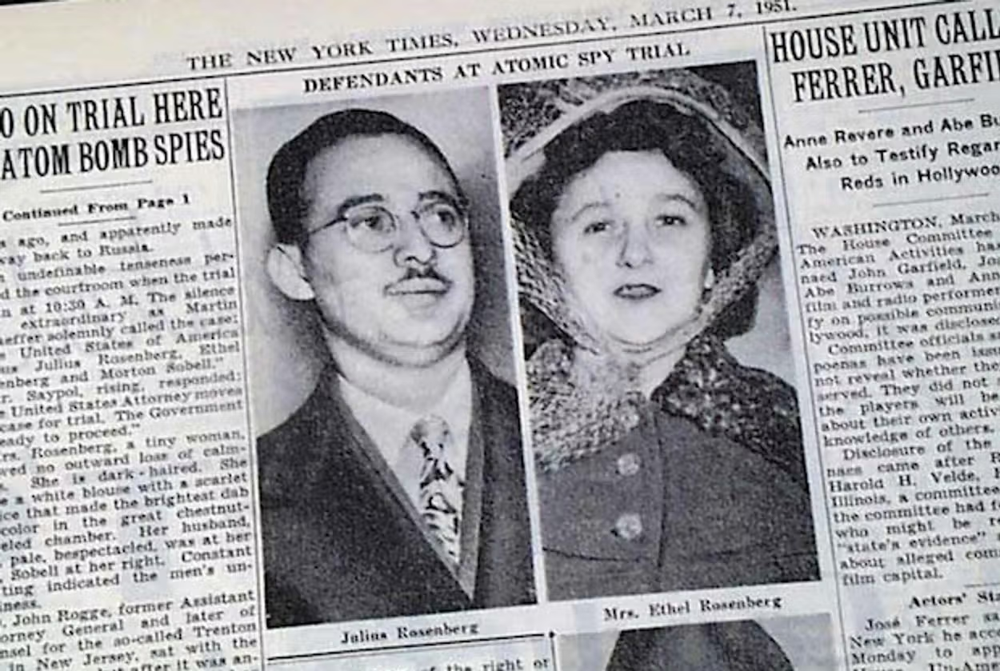 THE NEW YORK TIMES, WEDNESDAY, MARCH 7, 1951.
O ON TRIAL HERE
ATOM BOMB SPIES
Continued From Page 1
s ago, and apparently made
way back to Russia.
undefinable tenseness per-
d the courtroom when the trial
n at 10:30 A. M. The silence
extraordinary as Martin
aeffer solemnly called the case:
United States of America
us Julius Rosenberg, Ethel
enberg and Morton Sobell."
r. Saypol, rising, responded:
e United States Attorney moves
case for trial. The Government
eady to proceed."
rs. Rosenberg, a tiny woman,
wed no outward loss of calm-
She is dark-haired. She
e a white blouse with a scarlet
ice that made the brightest dab
color in the great chestnut-
eled chamber. Her husband,
pale, bespectacled, was at her
Sobell at her right. Constant
ting indicated the men's un-
iness.
John Rogge, former Assistant
orney General and later of
nsel for the so-called Trenton
in New Jersey, sat with the
but after it was an-
DEFENDANTS AT ATOMIC SPY TRIAL
Julius Rosenberg
Mrs. Ethel Rosenberg
of the right or
HOUSE UNIT CALL
FERRER, GARFI
Anne Revere and Abe Bu
Also to Testify Regar
Reds in Hollywoo
WASHINGTON, March
The House Committee
American Activities has
naed John Garfield, Jos
Abe Burrows and Ann
film and radio performer
fy on possible communi
lywood, it was disclosed
Committee officials sa
poenas have been issu
not reveal whether the
served. They did not
the players will be
about their own activ
knowledge of others.
Disclosure of the
naes came after R
Harold H. Velde,
Illinois, a committee
the committee had f
who might be re
"state's evidence"
about alleged com
film capital.
Actors' Sta
José Ferrer sa
New York he acc
Monday to app